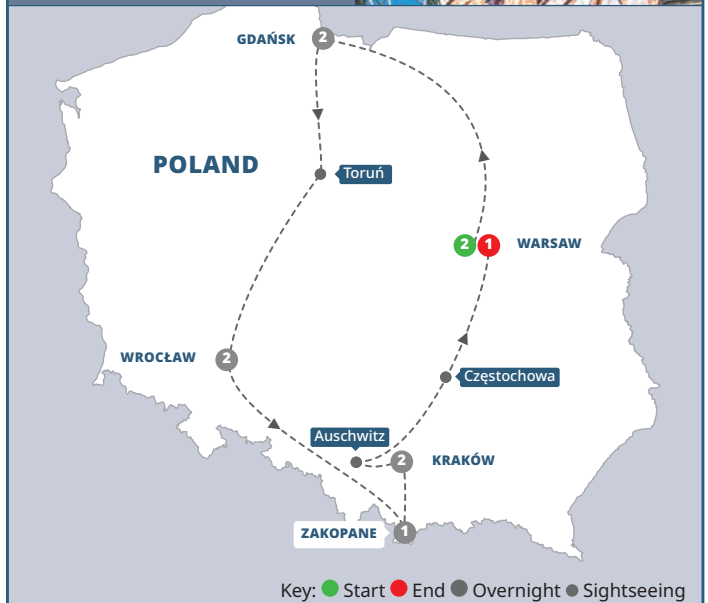 GDAŃSK 2
POLAND
Toruń
2 1 WARSAW
WROCŁAW 2
Częstochowa
Auschwitz
2 KRAKÓW
ZAKOPANE 1
Key: Start End Overnight Sightseeing